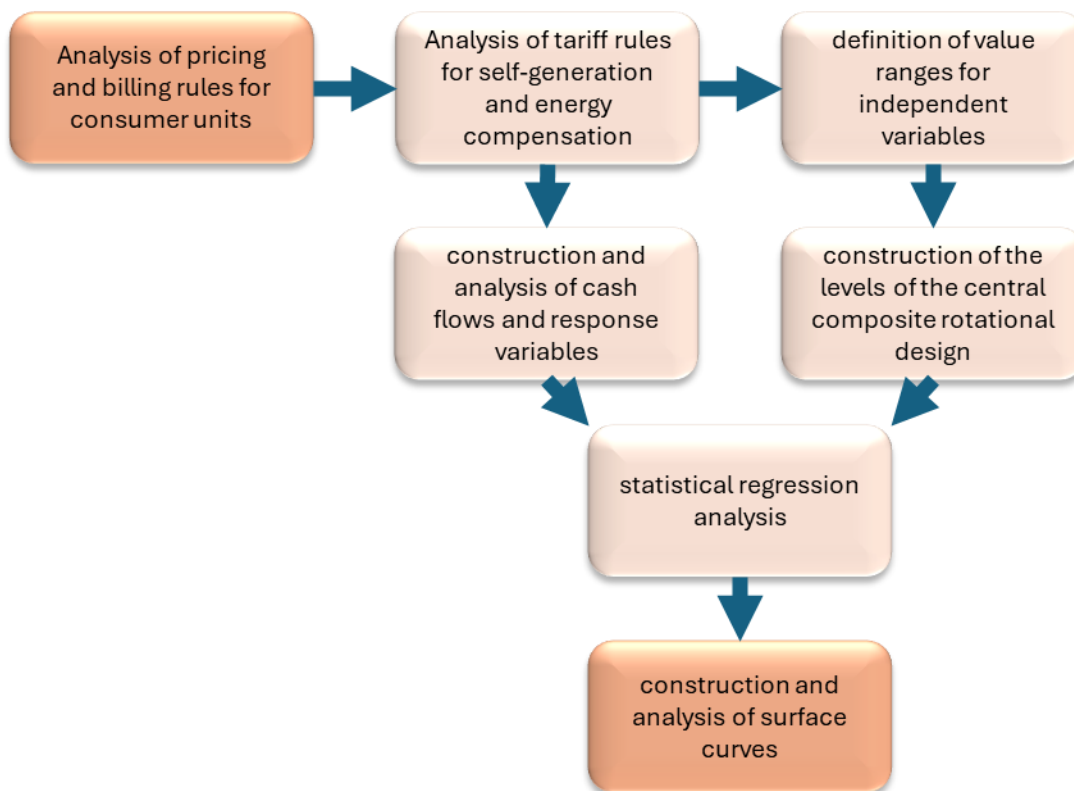 Analysis of pricing
and billing rules for
consumer units
Analysis of tariff rules
for self-generation
and energy
compensation
definition of value
ranges for
independent
variables
construction and
analysis of cash
flows and response
variables
construction of the
levels of the central
composite rotational
design
statistical regression
analysis
construction and
analysis of surface
curves